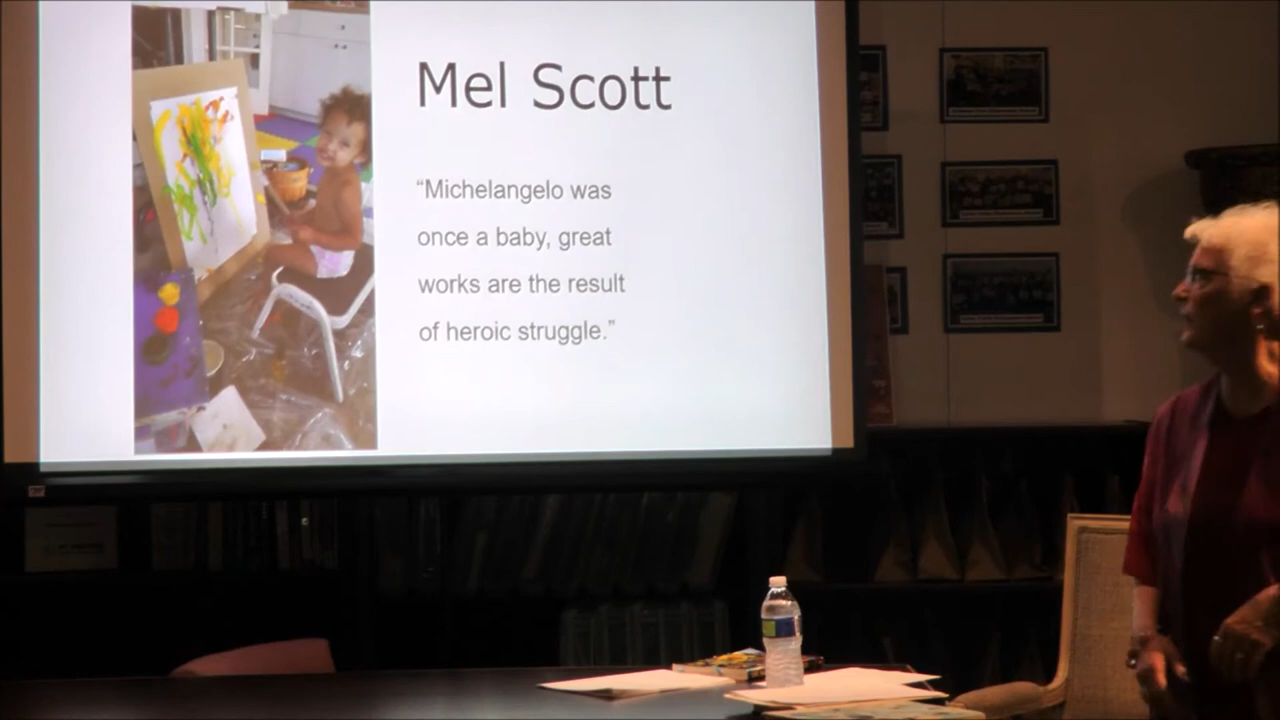 Mel Scott
“Michelangelo was
once a baby, great
works are the result
of heroic struggle.”